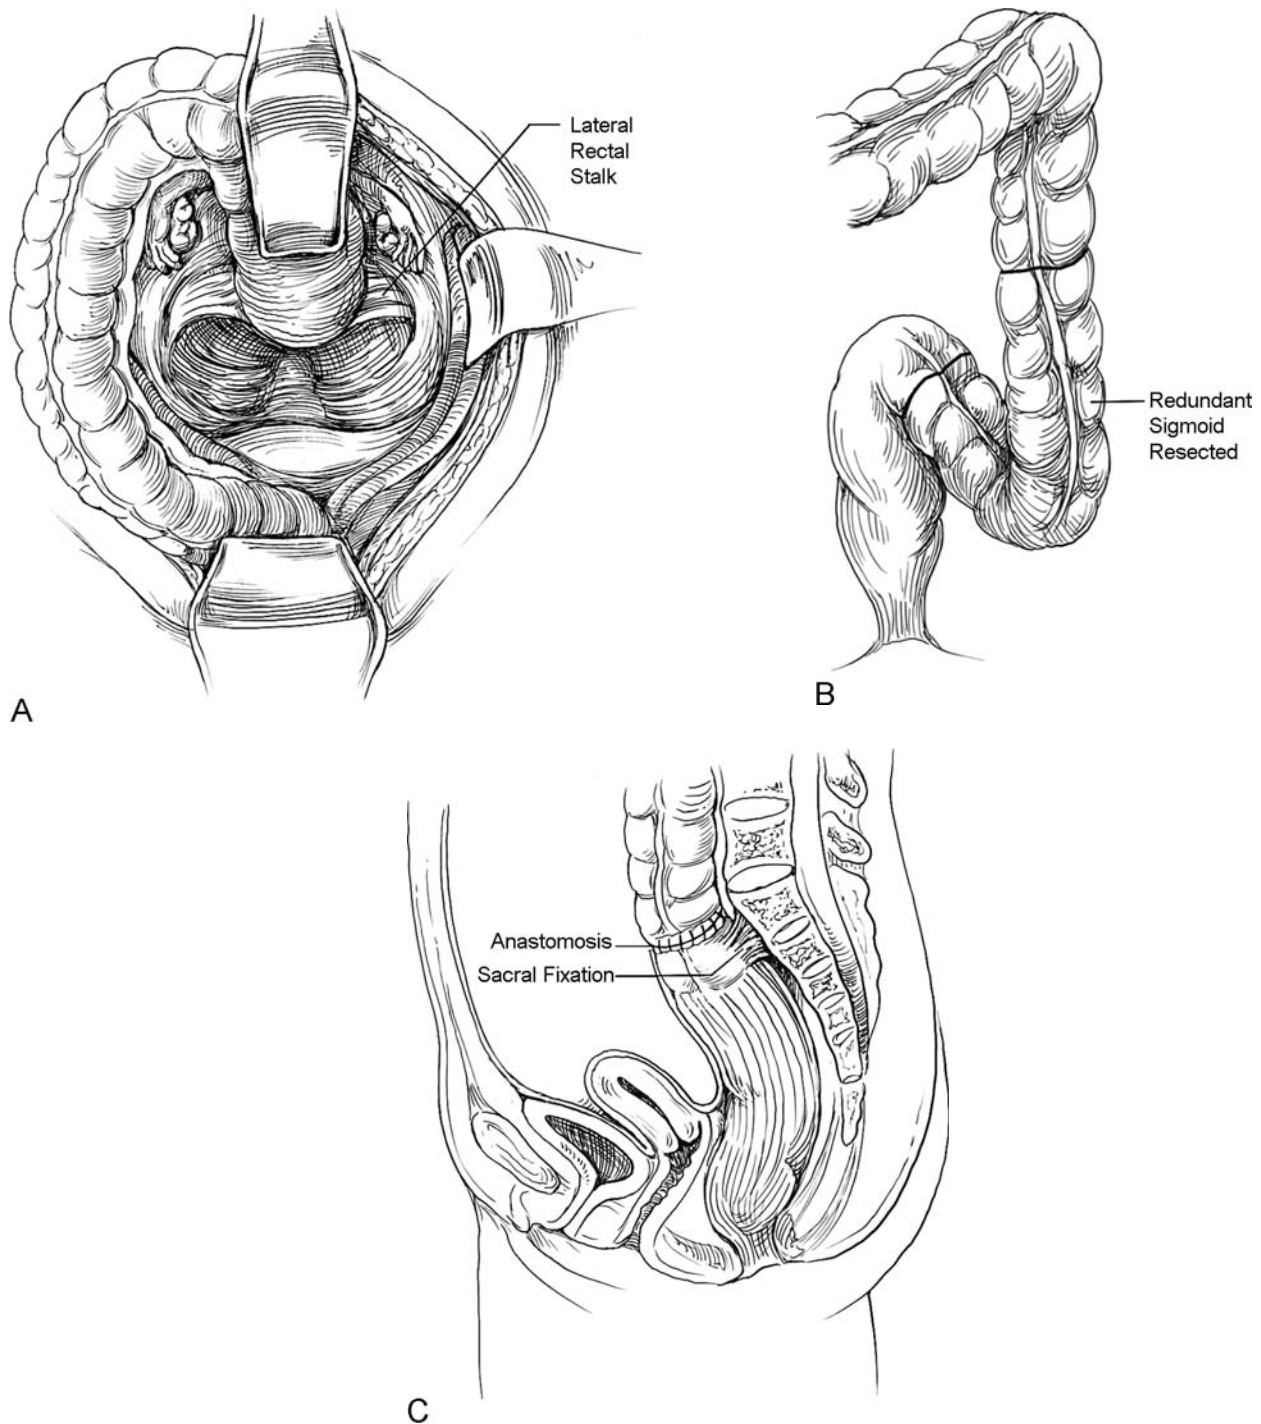 Lateral
Rectal
Stalk
A
Redundant
Sigmoid
Resected
B
Anastomosis
Sacral Fixation
C